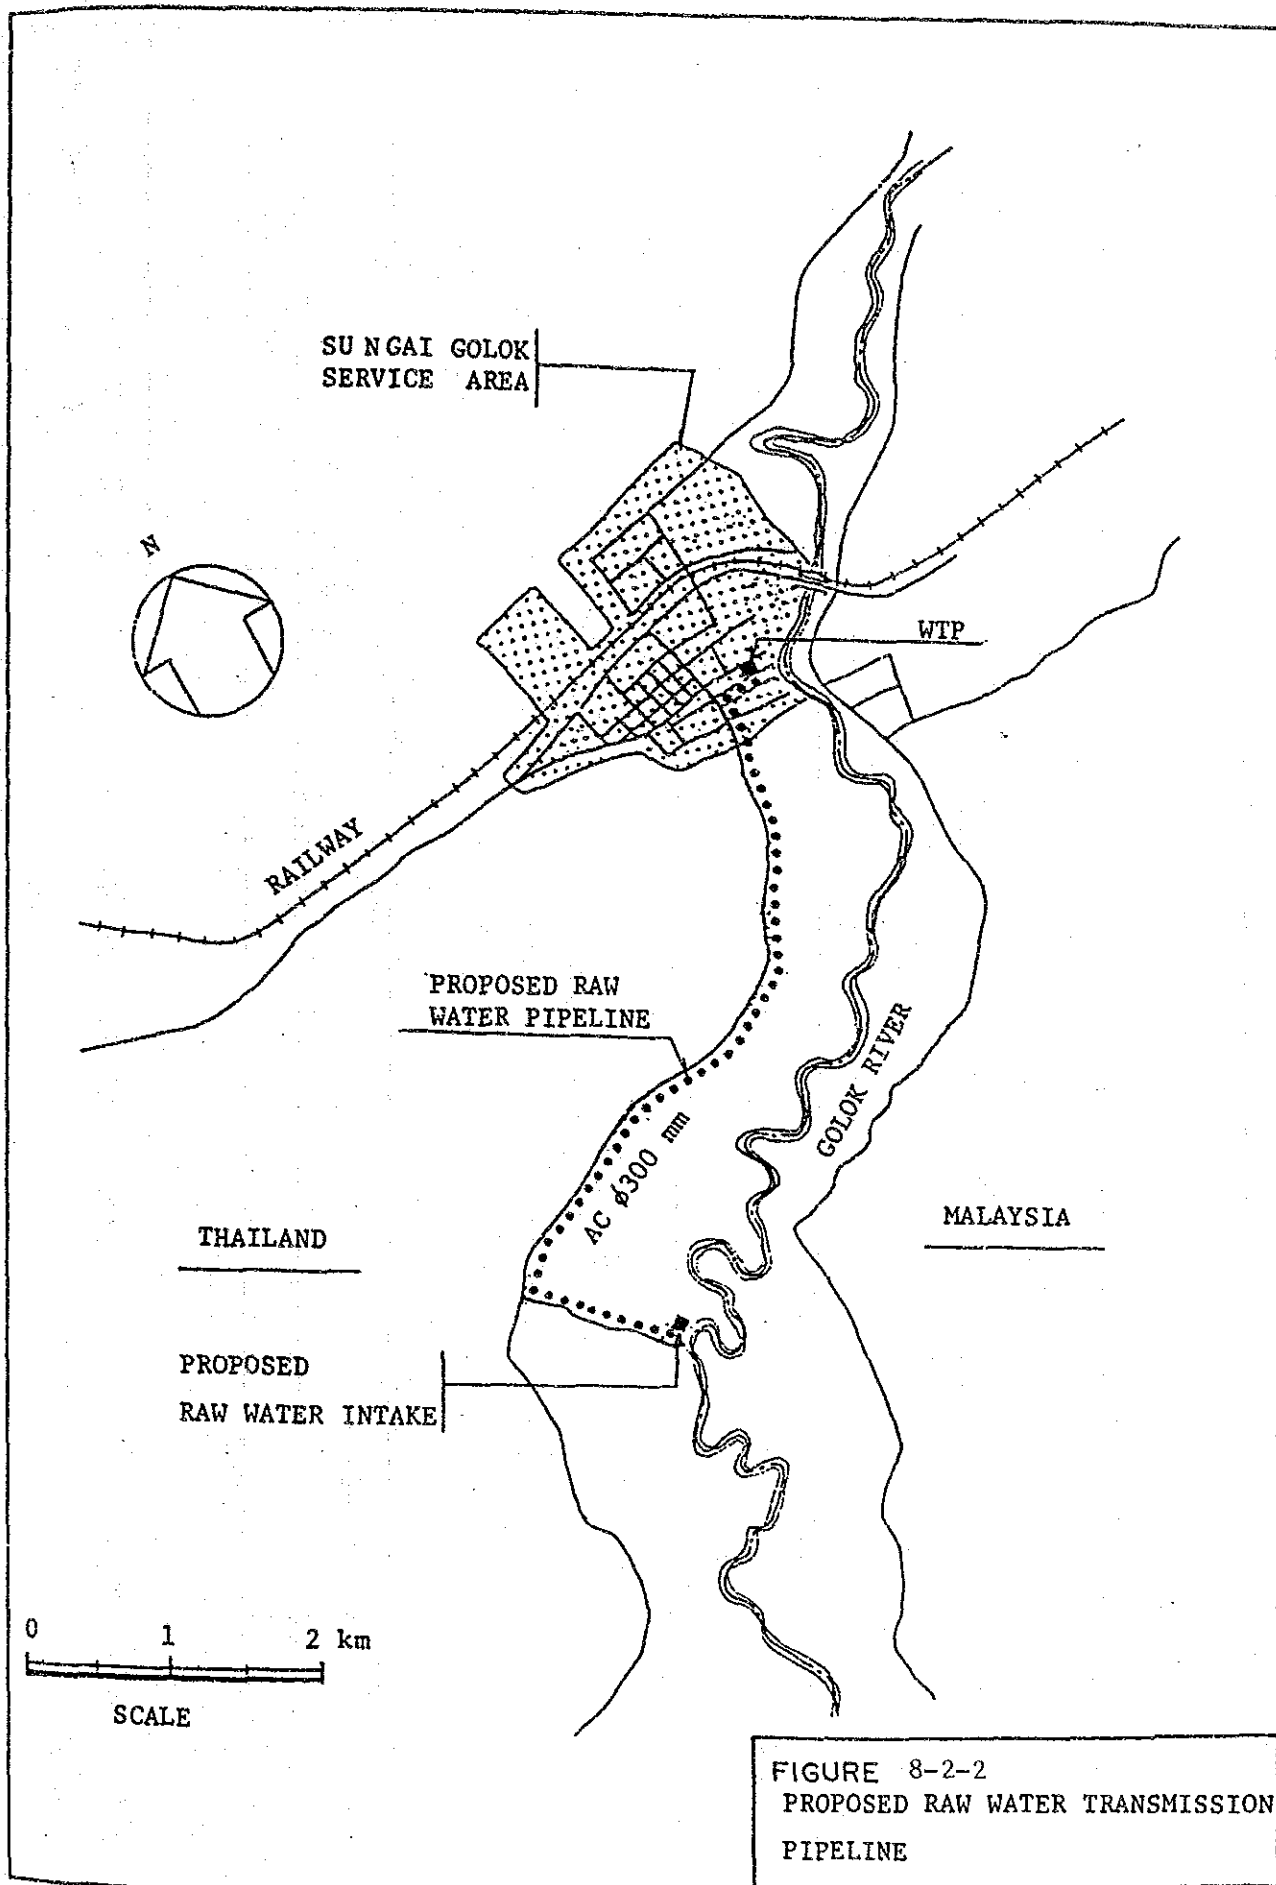 SU N GAI GOLOK
SERVICE AREA
N
WTP
RAILWAY
PROPOSED RAW
WATER PIPELINE
GOLOK RIVER
AC ϕ300 mm
THAILAND
MALAYSIA
PROPOSED
RAW WATER INTAKE
0 1 2 km
SCALE
FIGURE 8-2-2
PROPOSED RAW WATER TRANSMISSION
PIPELINE